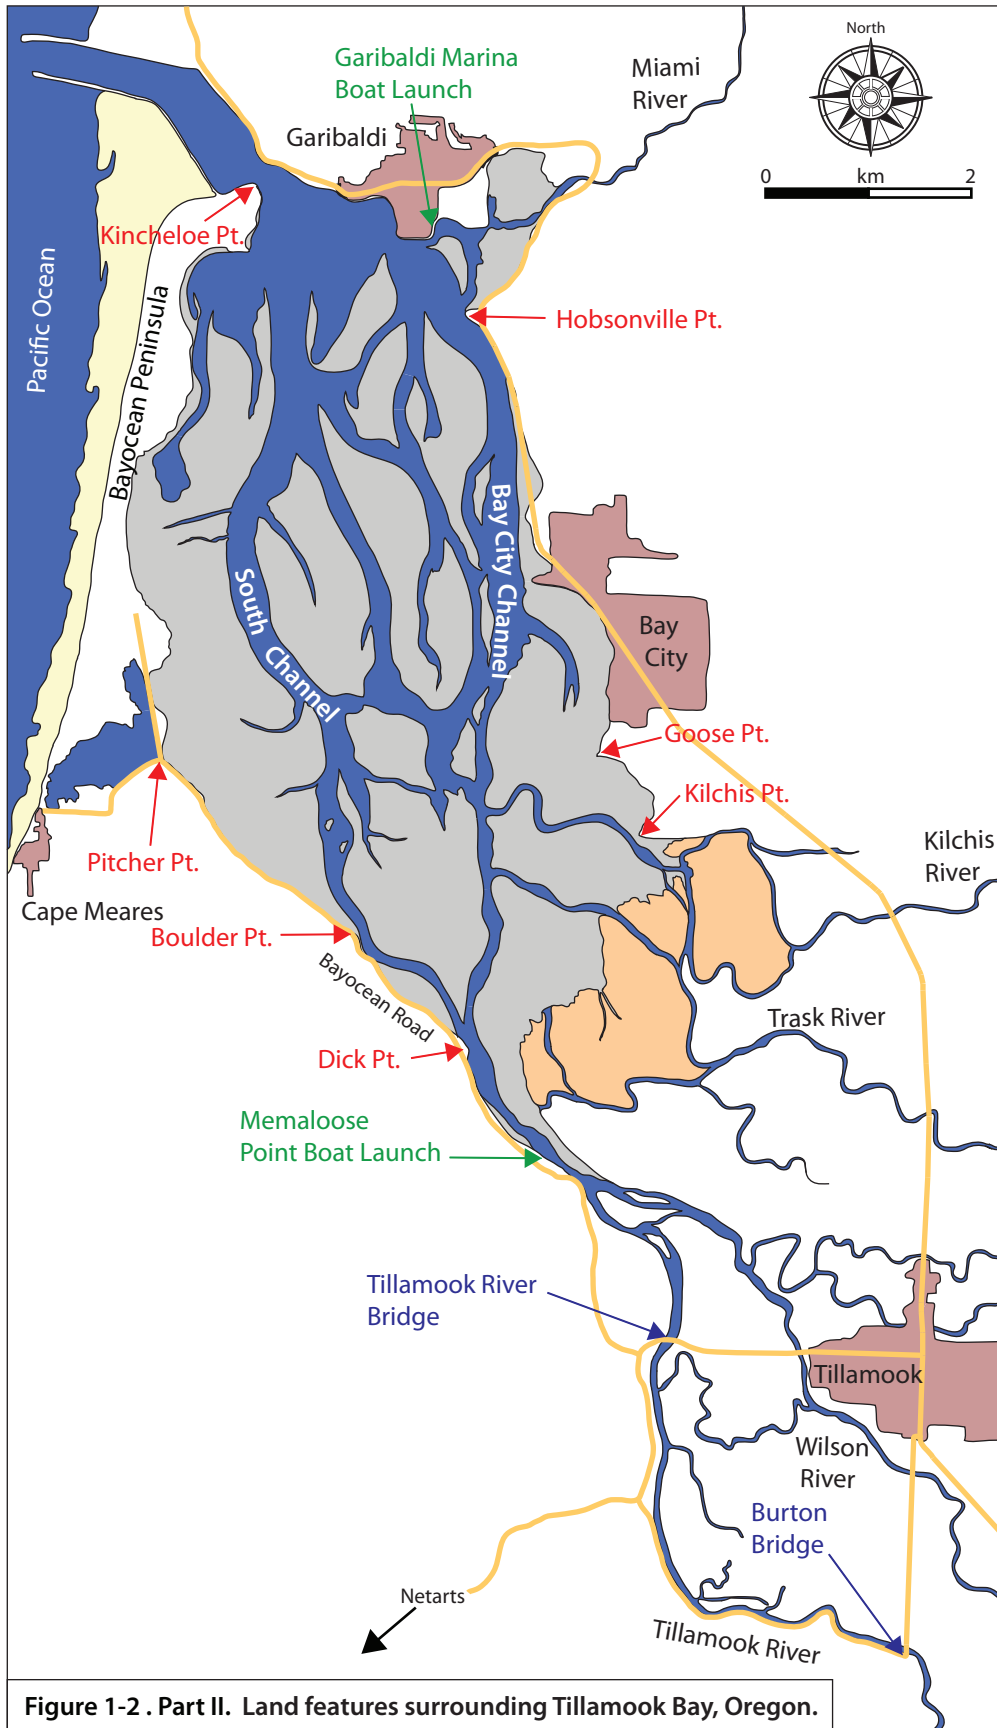 North
Garibaldi Marina
Boat Launch
Miami
River
Garibaldi
0 km 2
Kincheloe Pt.
Pacific Ocean
Bayocean Peninsula
Hobsonville Pt.
Bay City Channel
South Channel
Bay
City
Goose Pt.
Kilchis Pt.
Pitcher Pt.
Kilchis
River
Cape Meares
Boulder Pt.
Bayocean Road
Trask River
Dick Pt.
Memaloose
Point Boat Launch
Tillamook River
Bridge
Tillamook
Wilson
River
Burton
Bridge
Netarts
Tillamook River
Figure 1-2 . Part II. Land features surrounding Tillamook Bay, Oregon.